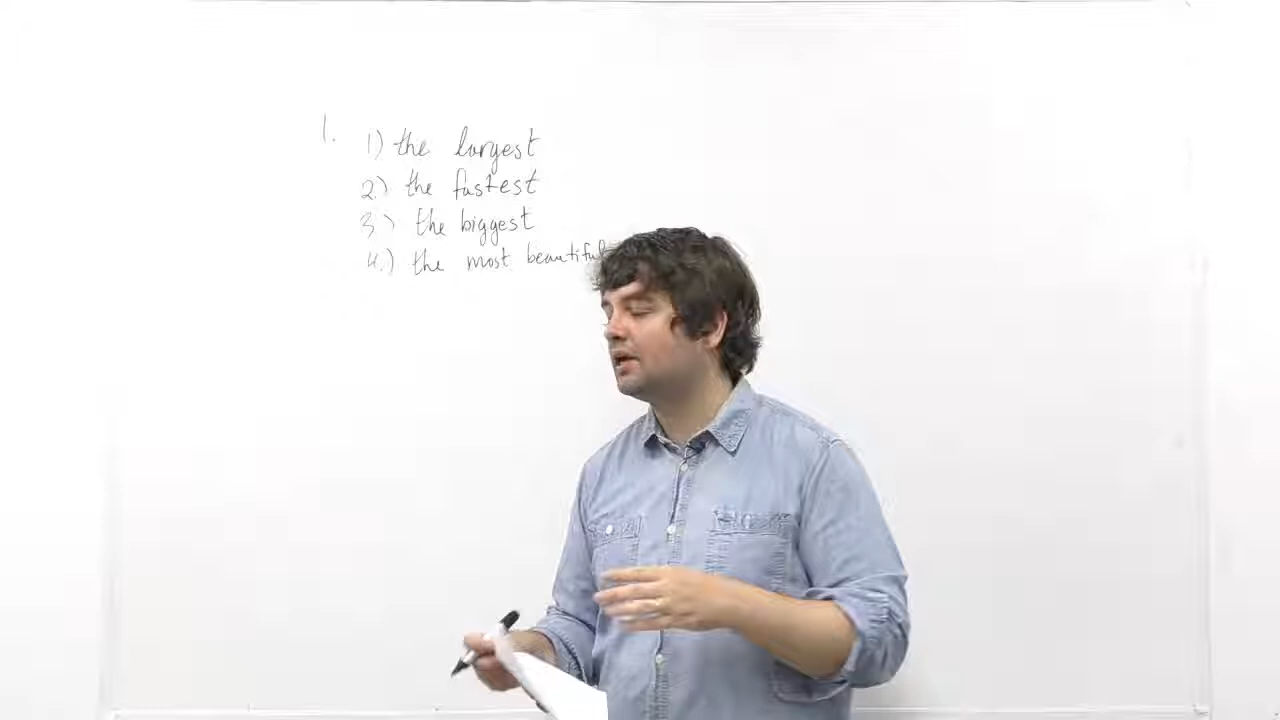 1.
1) the largest
2.) the fastest
3) the biggest
4.) the most beautiful